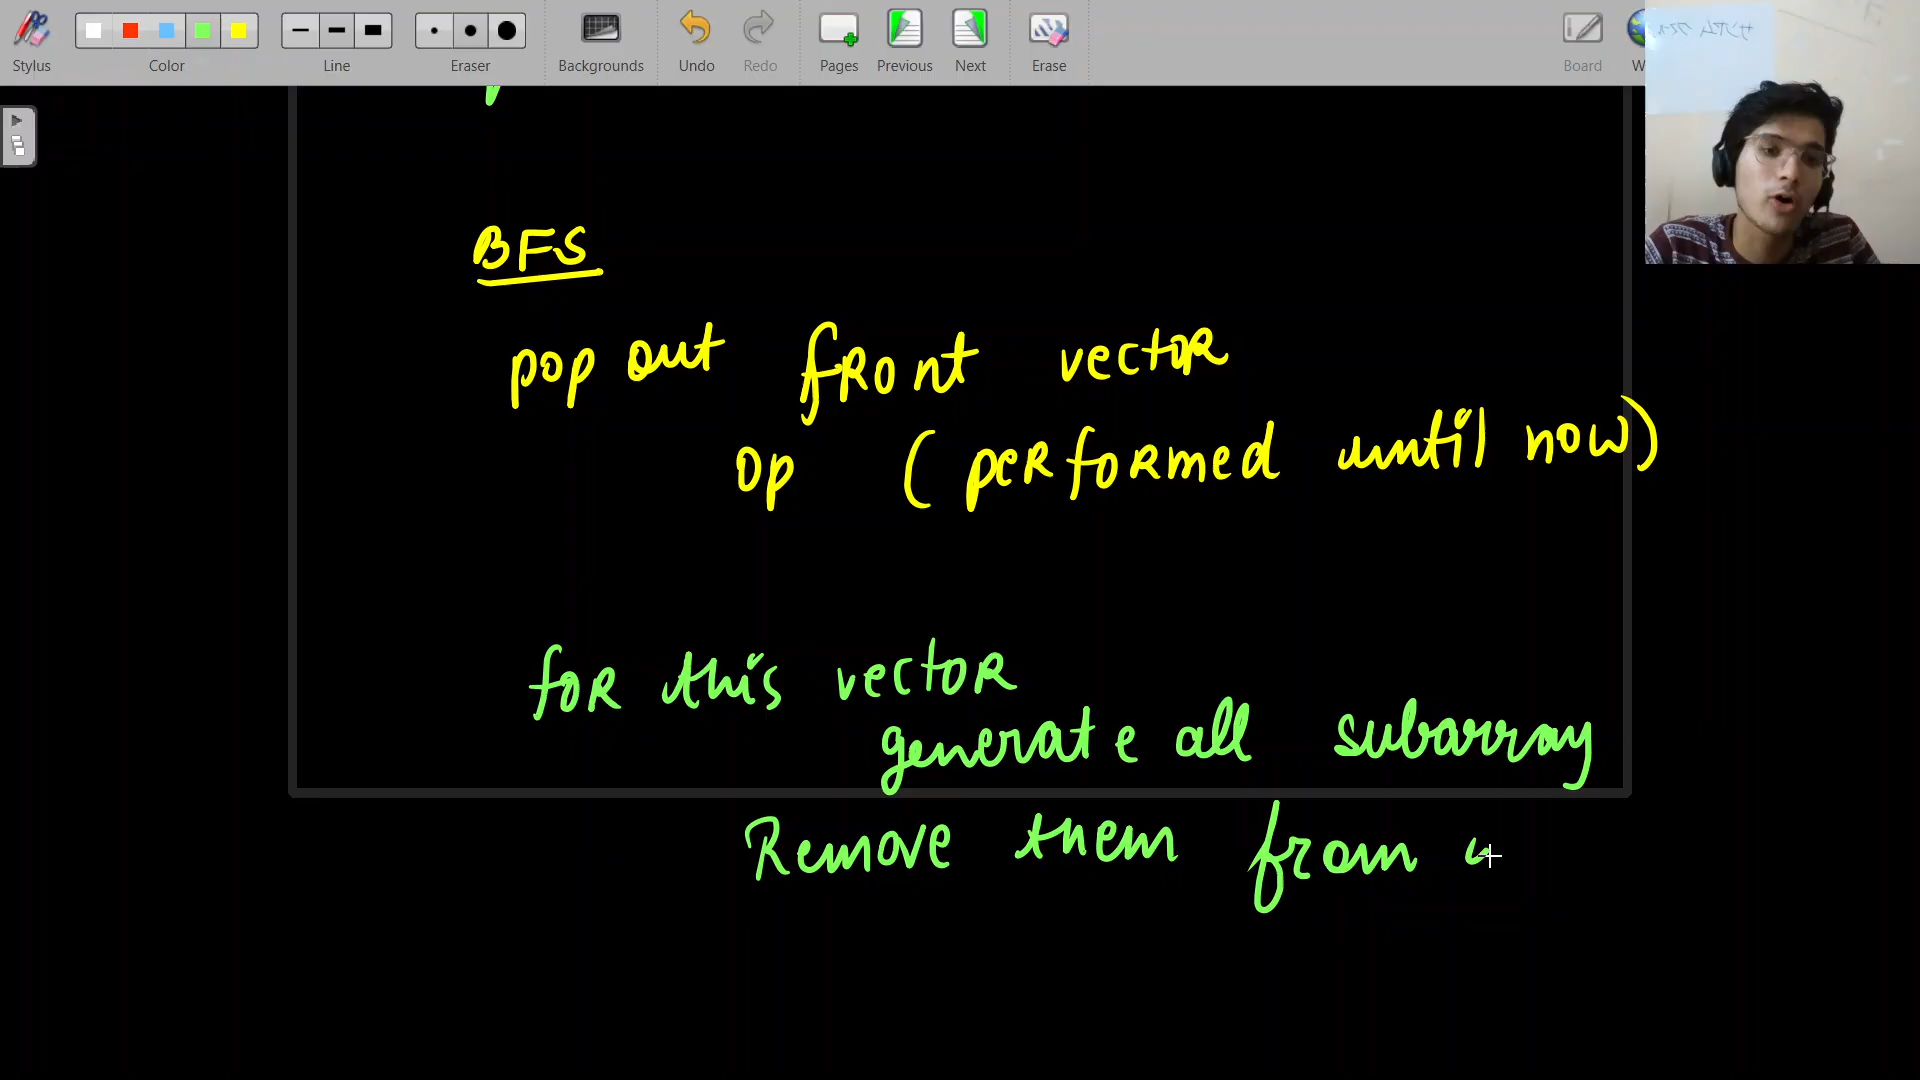 Stylus
Color
Line
Eraser
Backgrounds
Undo
Redo
Pages
Previous
Next
Erase
Board
BFS
pop out front vector
op (performed until now)
for this vector
generate all subarray
Remove them from